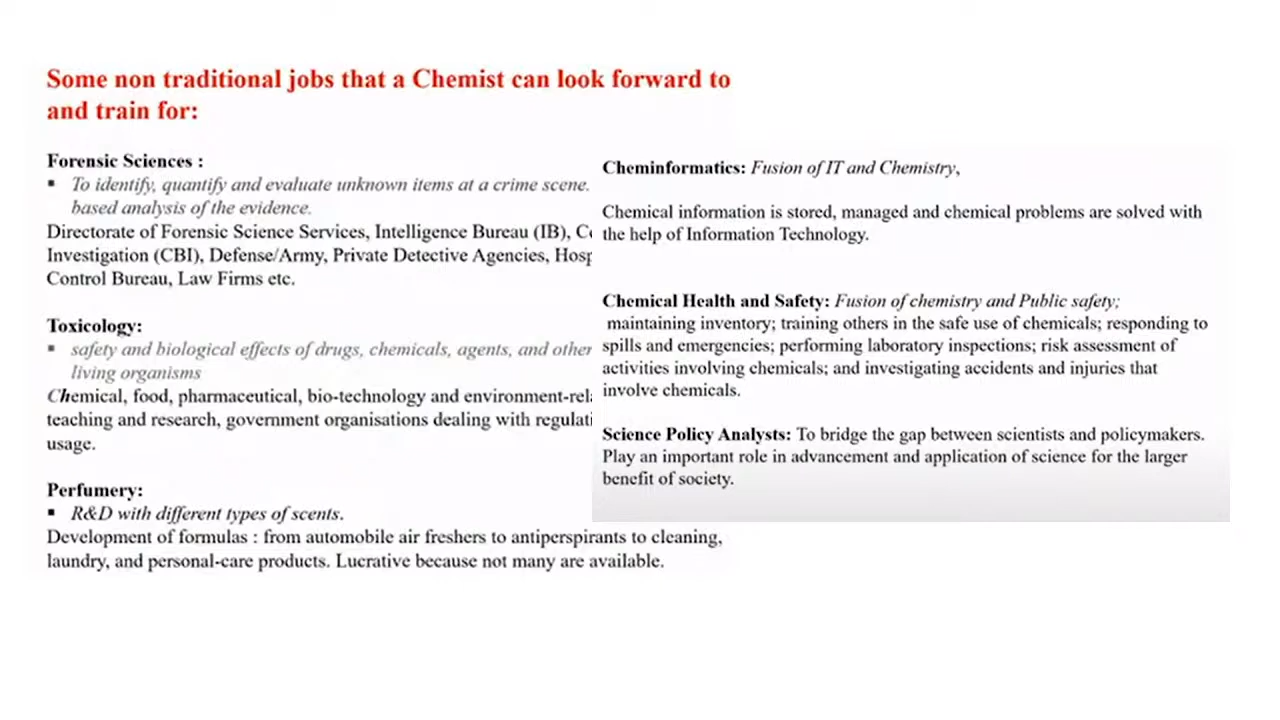 Some non traditional jobs that a Chemist can look forward to
and train for:
Forensic Sciences :
▪ To identify, quantify and evaluate unknown items at a crime scene.
based analysis of the evidence.
Directorate of Forensic Science Services, Intelligence Bureau (IB),
Investigation (CBI), Defense/Army, Private Detective Agencies,
Control Bureau, Law Firms etc.
Toxicology:
▪ safety and biological effects of drugs, chemicals, agents, and other
living organisms
Chemical, food, pharmaceutical, bio-technology and
teaching and research, government organisations dealing with
usage.
Perfumery:
▪ R&D with different types of scents.
Development of formulas : from automobile air freshers to antiperspirants to cleaning,
laundry, and personal-care products. Lucrative because not many are available.
Cheminformatics: Fusion of IT and Chemistry,
Chemical information is stored, managed and chemical problems are solved with
the help of Information Technology.
Chemical Health and Safety: Fusion of chemistry and Public safety;
maintaining inventory; training others in the safe use of chemicals; responding to
spills and emergencies; performing laboratory inspections; risk assessment of
activities involving chemicals; and investigating accidents and injuries that
involve chemicals.
Science Policy Analysts: To bridge the gap between scientists and policymakers.
Play an important role in advancement and application of science for the larger
benefit of society.